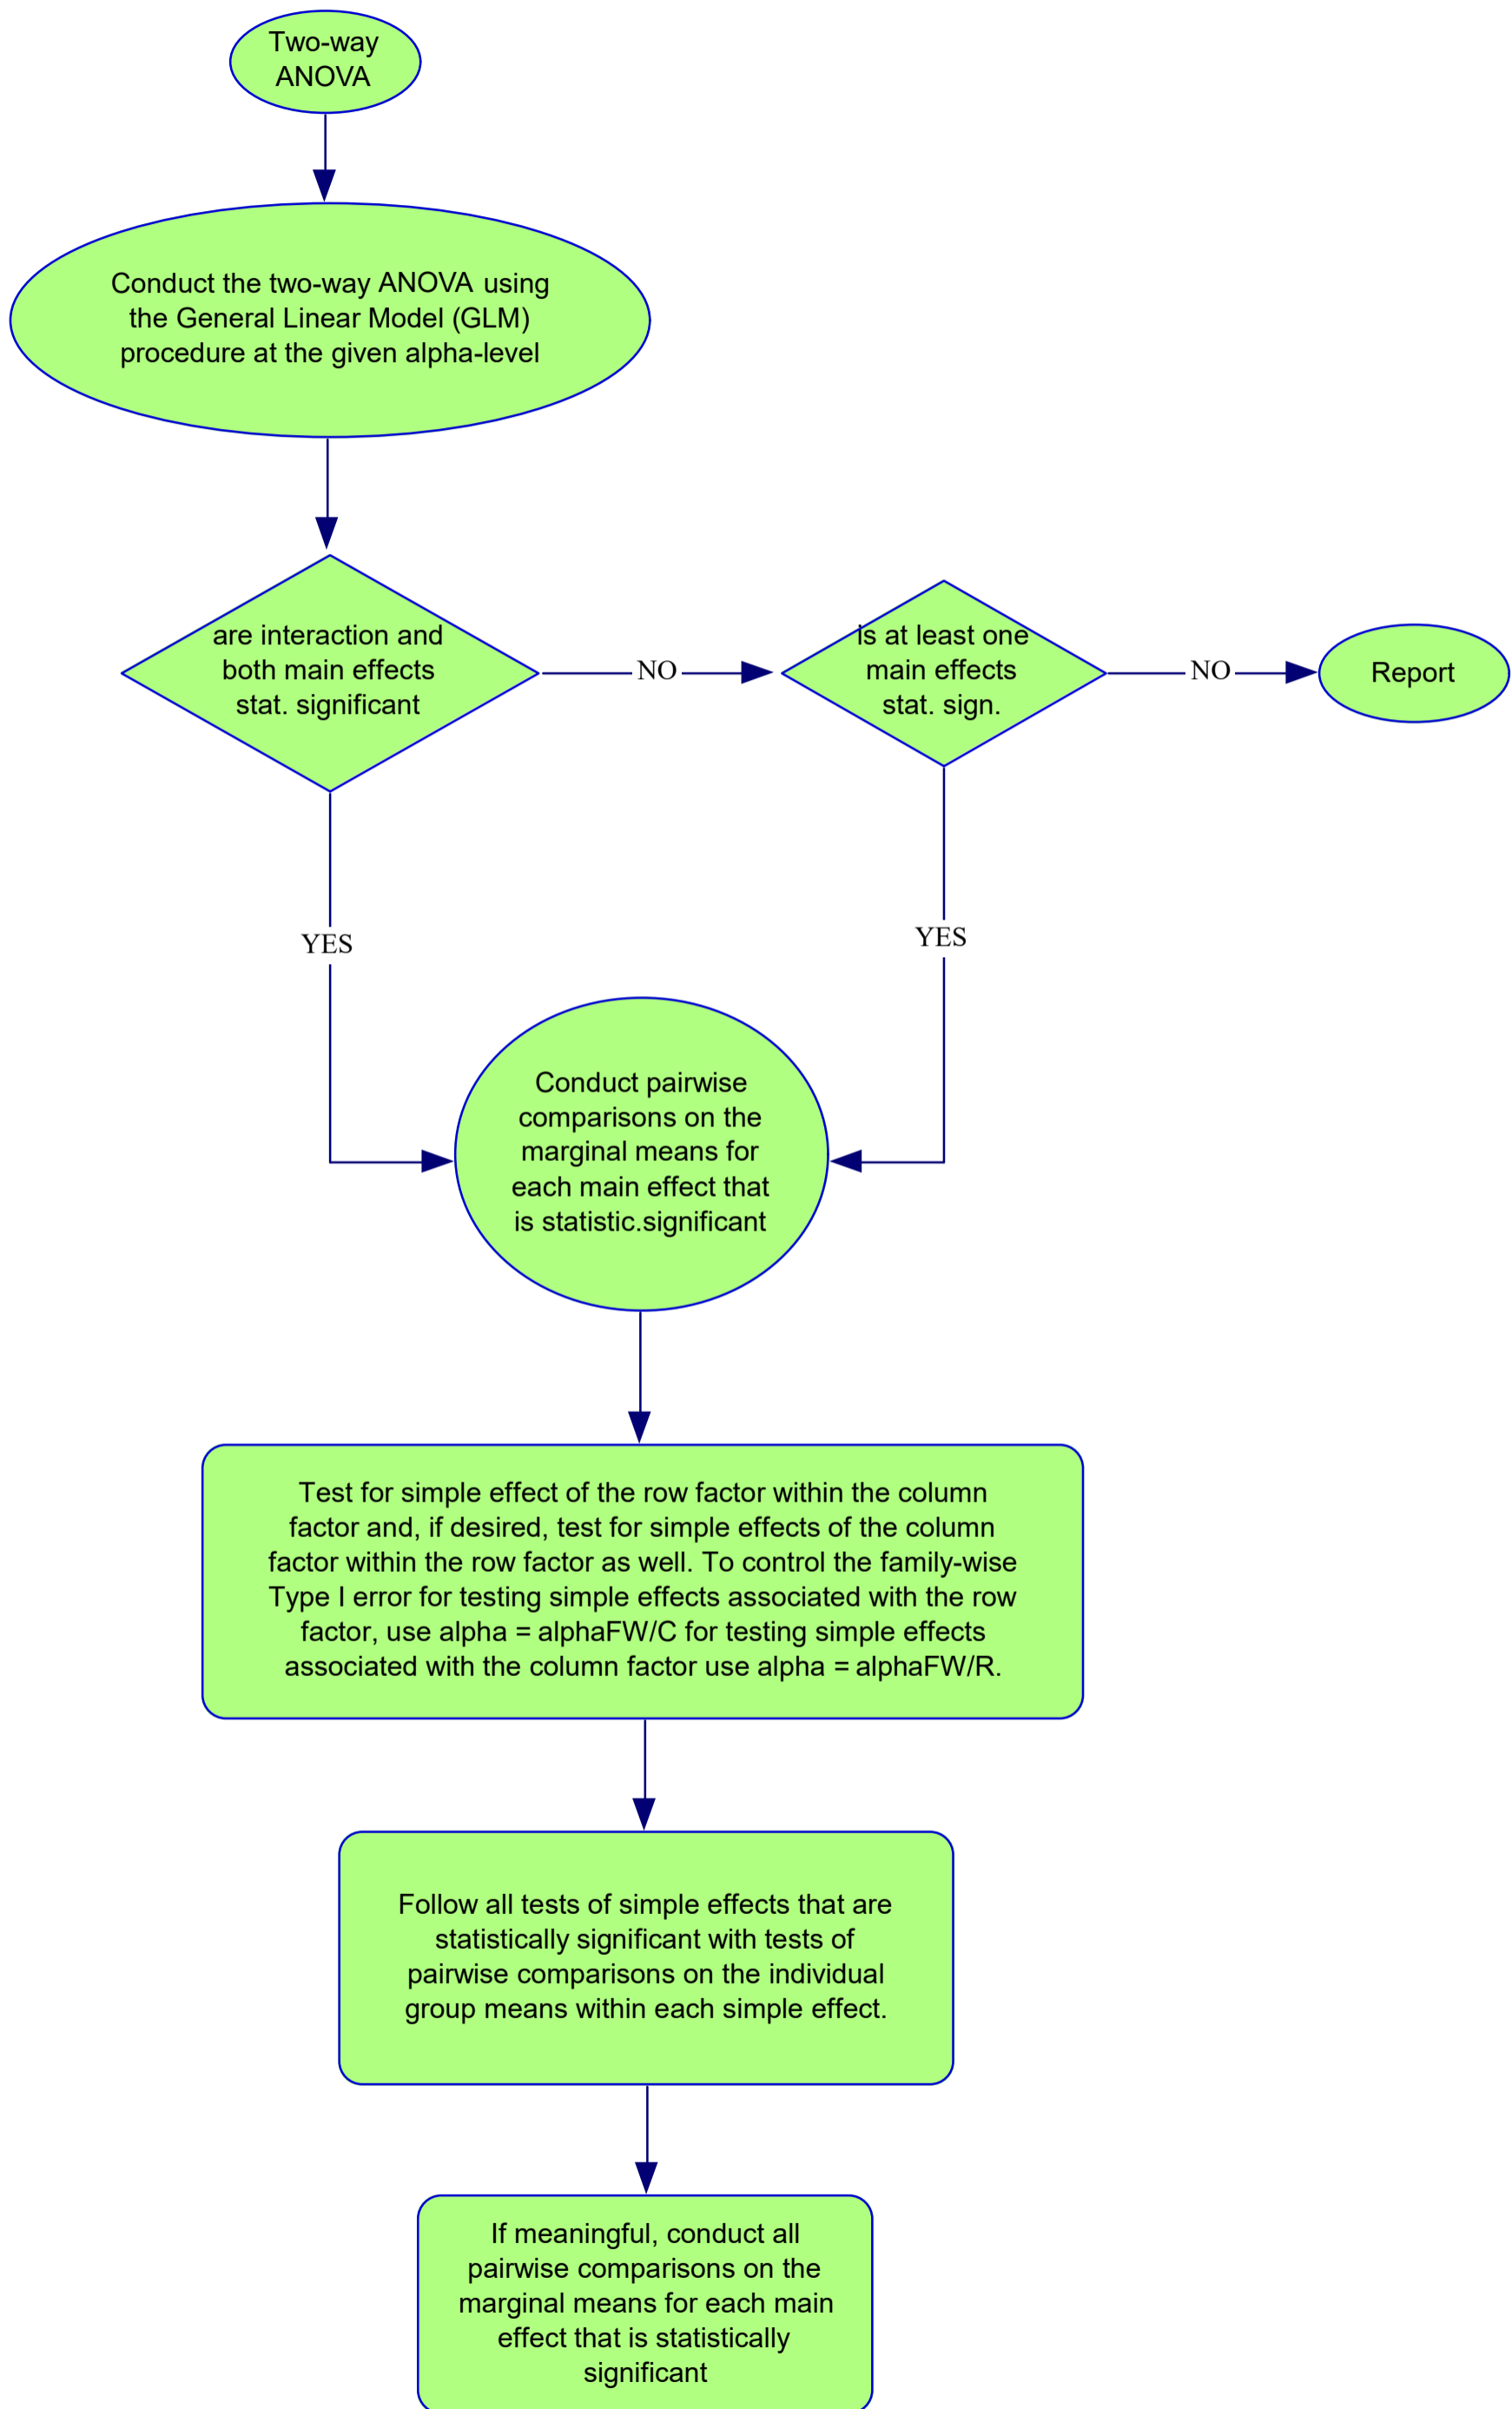 Two-way
ANOVA
Conduct the two-way ANOVA using
the General Linear Model (GLM)
procedure at the given alpha-level
are interaction and
both main effects
stat. significant
NO
is at least one
main effects
stat. sign.
NO
Report
YES
YES
Conduct pairwise
comparisons on the
marginal means for
each main effect that
is statistic.significant
Test for simple effect of the row factor within the column
factor and, if desired, test for simple effects of the column
factor within the row factor as well. To control the family-wise
Type I error for testing simple effects associated with the row
factor, use alpha = alphaFW/C for testing simple effects
associated with the column factor use alpha = alphaFW/R.
Follow all tests of simple effects that are
statistically significant with tests of
pairwise comparisons on the individual
group means within each simple effect.
If meaningful, conduct all
pairwise comparisons on the
marginal means for each main
effect that is statistically
significant